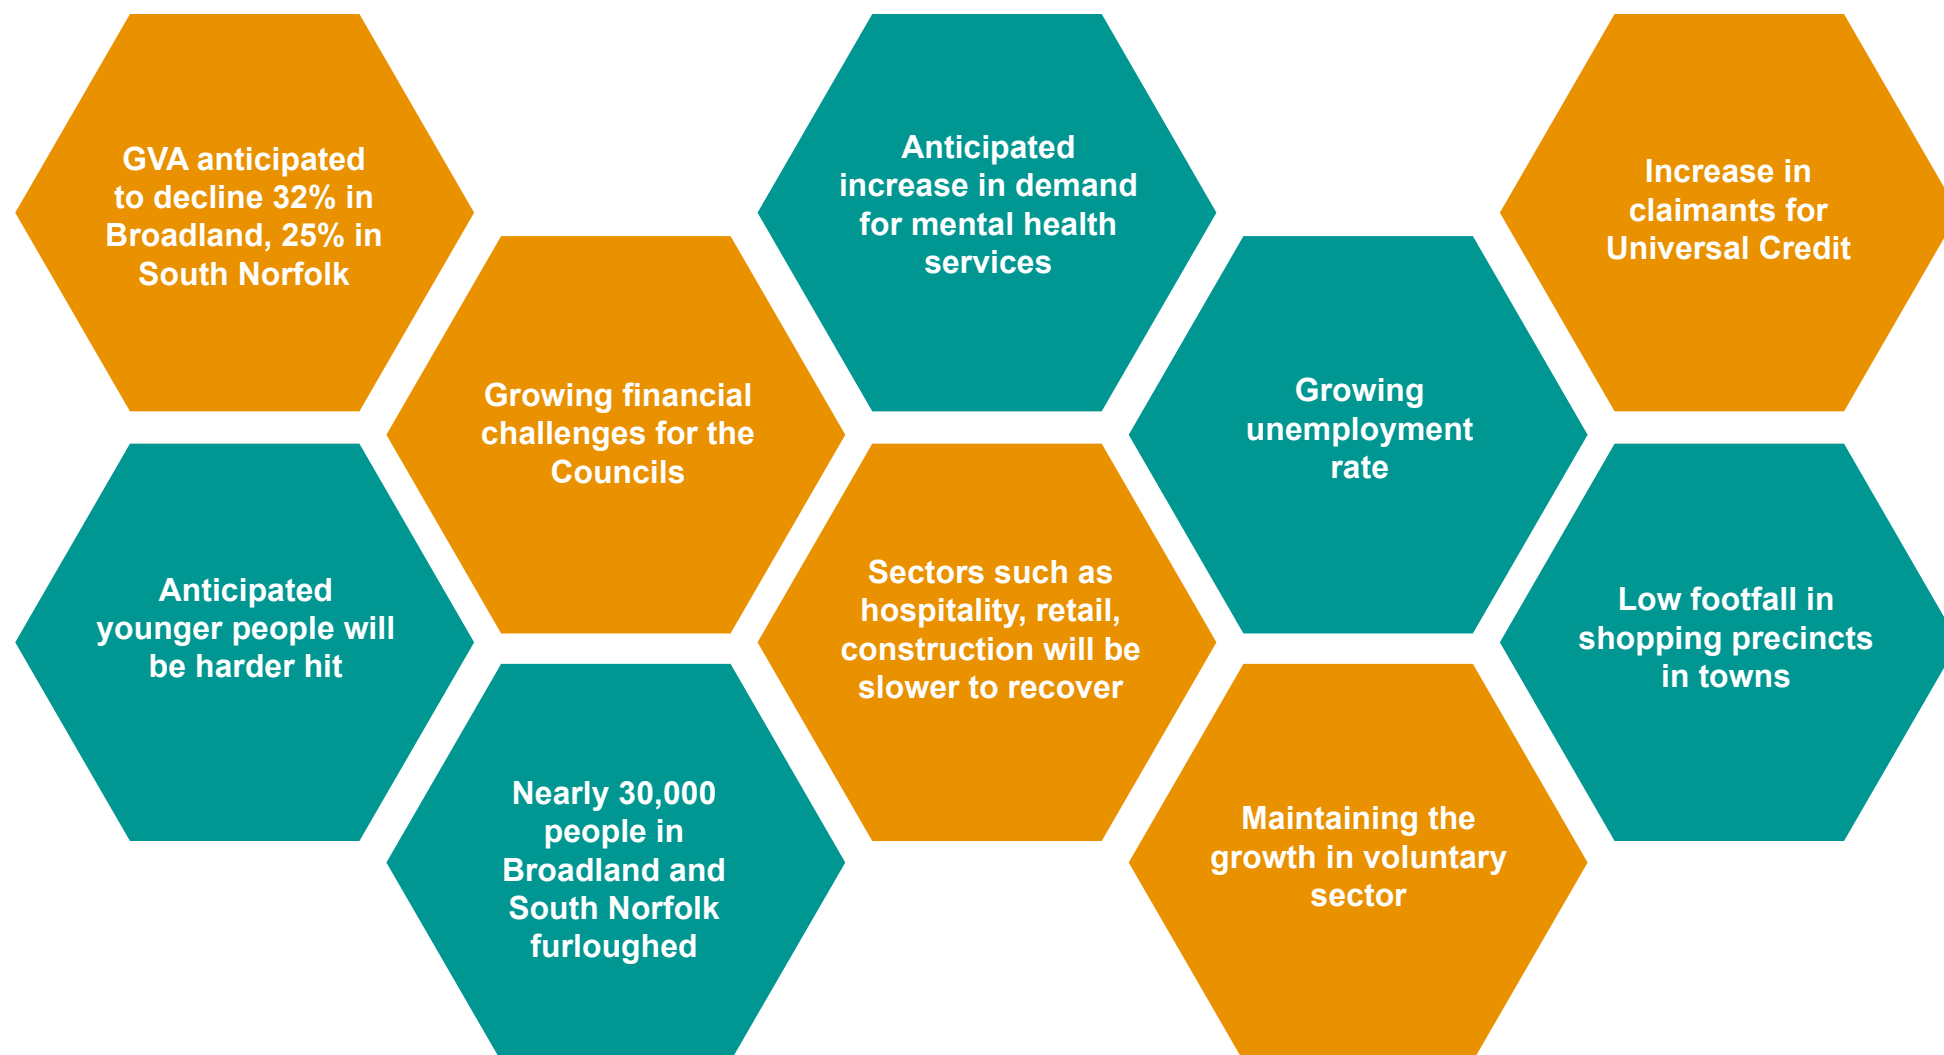 GVA anticipated
to decline 32% in
Broadland, 25% in
South Norfolk
Anticipated
increase in demand
for mental health
services
Increase in
claimants for
Universal Credit
Growing financial
challenges for the
Councils
Growing
unemployment
rate
Anticipated
younger people will
be harder hit
Sectors such as
hospitality, retail,
construction will be
slower to recover
Low footfall in
shopping precincts
in towns
Nearly 30,000
people in
Broadland and
South Norfolk
furloughed
Maintaining the
growth in voluntary
sector